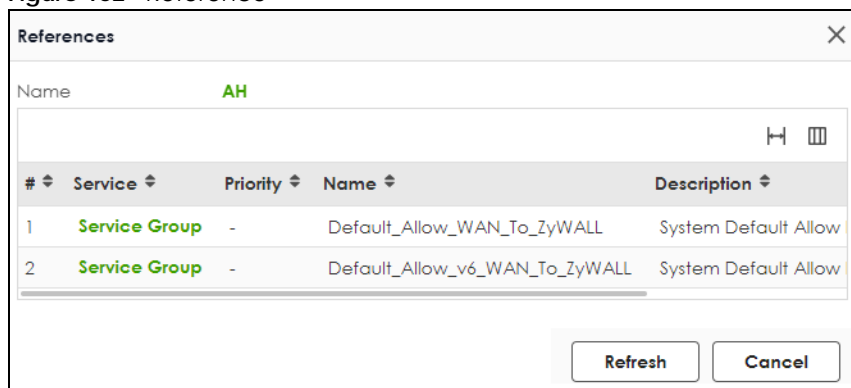 References
Name AH
# Service Priority Name Description
1 Service Group - Default_Allow_WAN_To_ZyWALL System Default Allow
2 Service Group - Default_Allow_v6_WAN_To_ZyWALL System Default Allow
Refresh Cancel